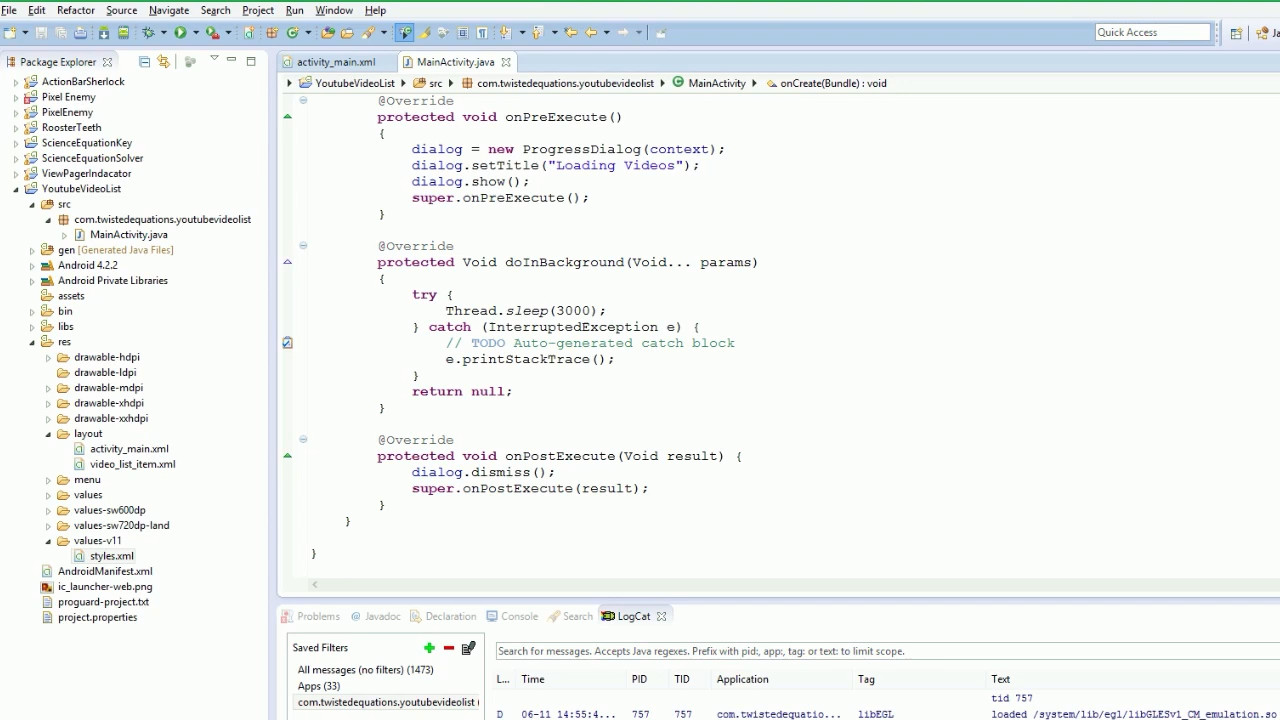 File Edit Refactor Source Navigate Search Project Run Window Help
Quick Access
Package Explorer
ActionBarSherlock
Pixel Enemy
PixelEnemy
RoosterTeeth
ScienceEquationKey
ScienceEquationSolver
ViewPagerIndacator
YoutubeVideoList
src
com.twistedequations.youtubevideolist
MainActivity.java
gen [Generated Java Files]
Android 4.2.2
Android Private Libraries
assets
bin
libs
res
drawable-hdpi
drawable-ldpi
drawable-mdpi
drawable-xhdpi
drawable-xxhdpi
layout
activity_main.xml
video_list_item.xml
menu
values
values-sw600dp
values-sw720dp-land
values-v11
styles.xml
AndroidManifest.xml
ic_launcher-web.png
proguard-project.txt
project.properties
activity_main.xml MainActivity.java
YoutubeVideoList src com.twistedequations.youtubevideolist MainActivity onCreate(Bundle) : void
@Override
protected void onPreExecute()
{
dialog = new ProgressDialog(context);
dialog.setTitle("Loading Videos");
dialog.show();
super.onPreExecute();
}
@Override
protected Void doInBackground(Void... params)
{
try {
Thread.sleep(3000);
} catch (InterruptedException e) {
// TODO Auto-generated catch block
e.printStackTrace();
}
return null;
}
@Override
protected void onPostExecute(Void result) {
dialog.dismiss();
super.onPostExecute(result);
}
}
}
Problems @ Javadoc Declaration Console Search LogCat
Saved Filters
All messages (no filters) (1473)
Apps (33)
com.twistedequations.youtubevideolist (
Search for messages. Accepts Java regexes. Prefix with pid:, app:, tag: or text: to limit scope.
L... Time PID TID Application Tag Text
tid 757
D 06-11 14:55:4... 757 757 com.twistedequatio... libEGL loaded /system/lib/egl/libGLESv1_CM_emulation.so